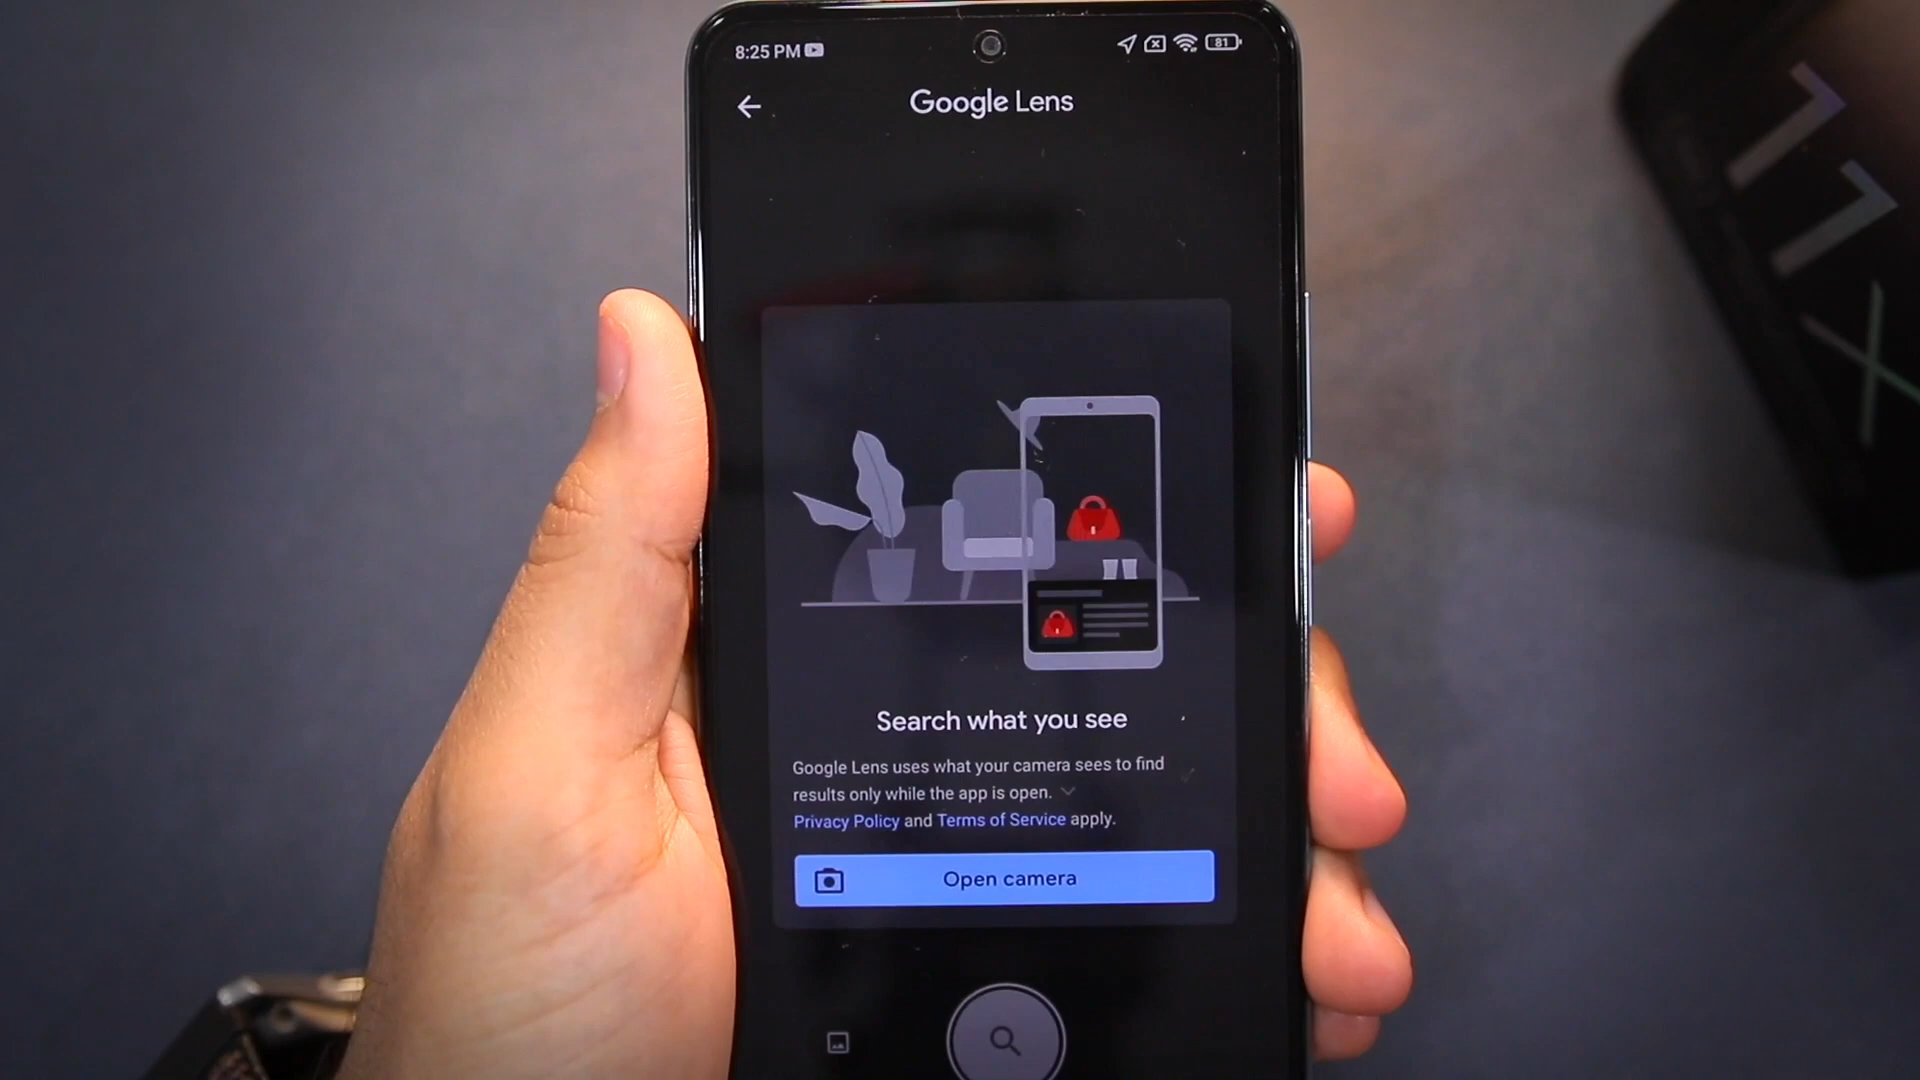 8:25 PM
81
Google Lens
Search what you see
Google Lens uses what your camera sees to find
results only while the app is open.
Privacy Policy and Terms of Service apply.
Open camera
11X